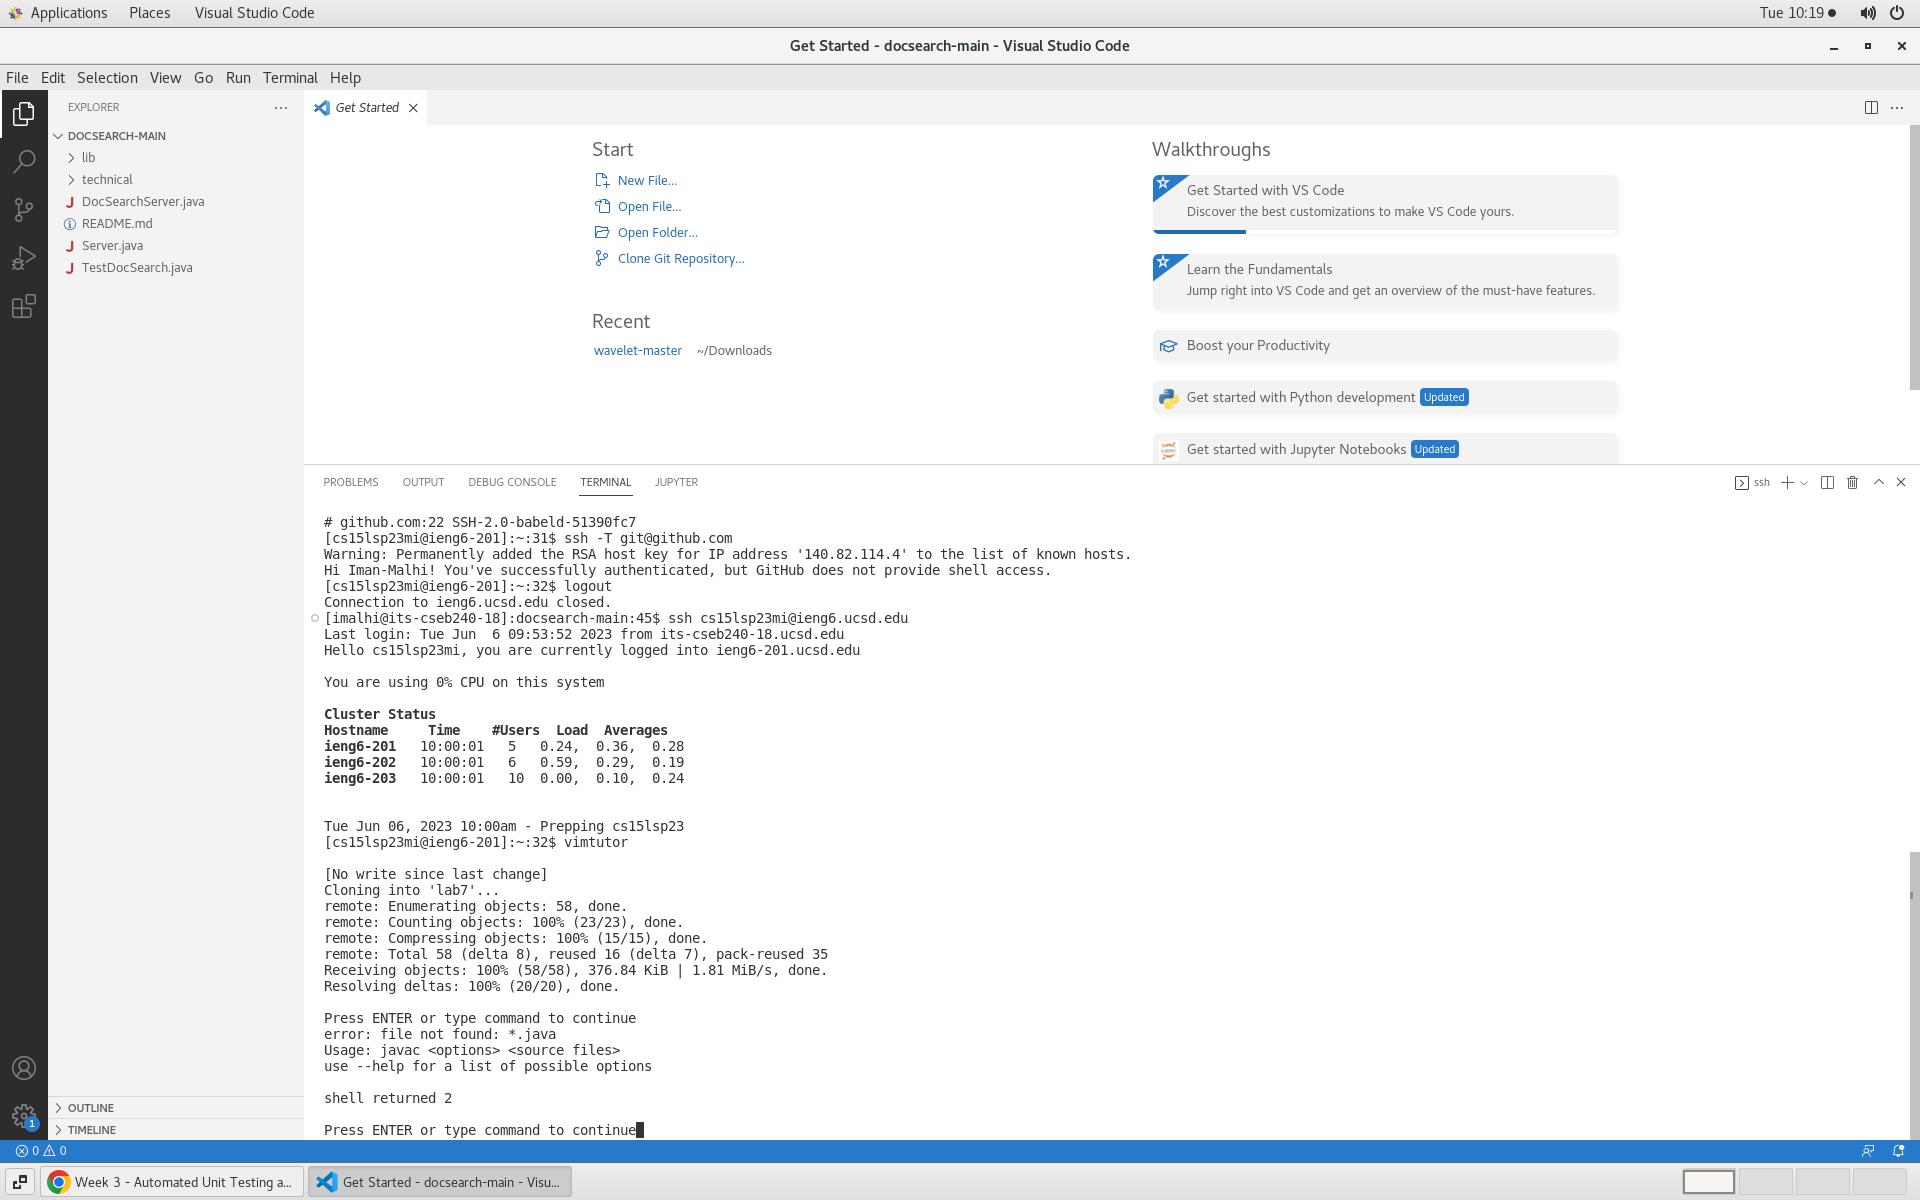 Applications Places Visual Studio Code Tue 10:19
Get Started - docsearch-main - Visual Studio Code
File Edit Selection View Go Run Terminal Help
EXPLORER
DOCSEARCH-MAIN
lib
technical
J DocSearchServer.java
README.md
J Server.java
J TestDocSearch.java
OUTLINE
TIMELINE
1
Get Started
Start
New File...
Open File...
Open Folder...
Clone Git Repository...
Recent
wavelet-master ~/Downloads
Walkthroughs
Get Started with VS Code
Discover the best customizations to make VS Code yours.
Learn the Fundamentals
Jump right into VS Code and get an overview of the must-have features.
Boost your Productivity
Get started with Python development Updated
Get started with Jupyter Notebooks Updated
PROBLEMS OUTPUT DEBUG CONSOLE TERMINAL JUPYTER ssh
# github.com:22 SSH-2.0-babeld-51390fc7
[cs15lsp23mi@ieng6-201]:~:31$ ssh -T git@github.com
Warning: Permanently added the RSA host key for IP address '140.82.114.4' to the list of known hosts.
Hi Iman-Malhi! You've successfully authenticated, but GitHub does not provide shell access.
[cs15lsp23mi@ieng6-201]:~:32$ logout
Connection to ieng6.ucsd.edu closed.
[imalhi@its-cseb240-18]:docsearch-main:45$ ssh cs15lsp23mi@ieng6.ucsd.edu
Last login: Tue Jun  6 09:53:52 2023 from its-cseb240-18.ucsd.edu
Hello cs15lsp23mi, you are currently logged into ieng6-201.ucsd.edu
You are using 0% CPU on this system
Cluster Status
Hostname     Time    #Users  Load  Averages
ieng6-201   10:00:01   5   0.24,  0.36,  0.28
ieng6-202   10:00:01   6   0.59,  0.29,  0.19
ieng6-203   10:00:01   10  0.00,  0.10,  0.24
Tue Jun 06, 2023 10:00am - Prepping cs15lsp23
[cs15lsp23mi@ieng6-201]:~:32$ vimtutor
[No write since last change]
Cloning into 'lab7'...
remote: Enumerating objects: 58, done.
remote: Counting objects: 100% (23/23), done.
remote: Compressing objects: 100% (15/15), done.
remote: Total 58 (delta 8), reused 16 (delta 7), pack-reused 35
Receiving objects: 100% (58/58), 376.84 KiB | 1.81 MiB/s, done.
Resolving deltas: 100% (20/20), done.
Press ENTER or type command to continue
error: file not found: *.java
Usage: javac <options> <source files>
use --help for a list of possible options
shell returned 2
Press ENTER or type command to continue
0 0
Week 3 - Automated Unit Testing a... Get Started - docsearch-main - Visu...